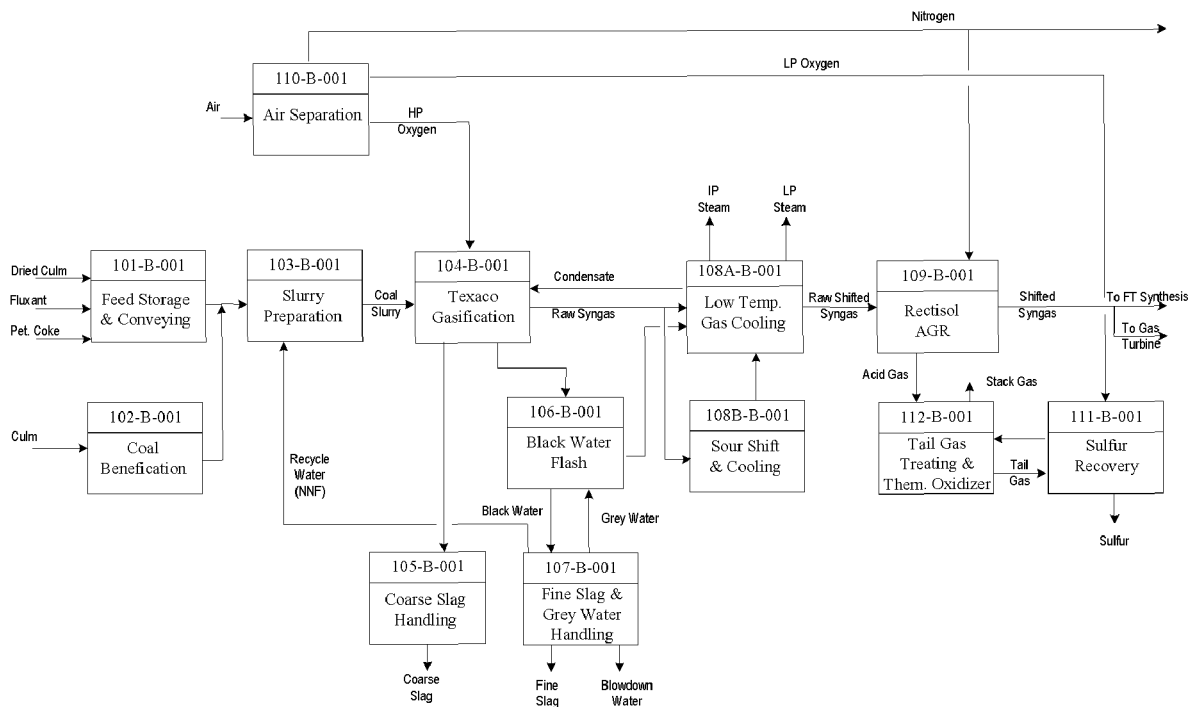 Nitrogen
110-B-001
Air Separation
LP Oxygen
Air
HP
Oxygen
IP
Steam
LP
Steam
Dried Culm
Fluxant
Pet. Coke
101-B-001
Feed Storage
& Conveying
103-B-001
Slurry
Preparation
Coal
Slurry
104-B-001
Texaco
Gasification
Condensate
Raw Syngas
108A-B-001
Low Temp.
Gas Cooling
Raw Shifted
Syngas
109-B-001
Rectisol
AGR
Shifted
Syngas
To FT Synthesis
To Gas
Turbine
Acid Gas
Stack Gas
Culm
102-B-001
Coal
Benefication
106-B-001
Black Water
Flash
108B-B-001
Sour Shift
& Cooling
112-B-001
Tail Gas
Treating &
Them. Oxidizer
Tail
Gas
111-B-001
Sulfur
Recovery
Recycle
Water
(NNF)
Black Water
Grey Water
Sulfur
105-B-001
Coarse Slag
Handling
107-B-001
Fine Slag &
Grey Water
Handling
Coarse
Slag
Fine
Slag
Blowdown
Water